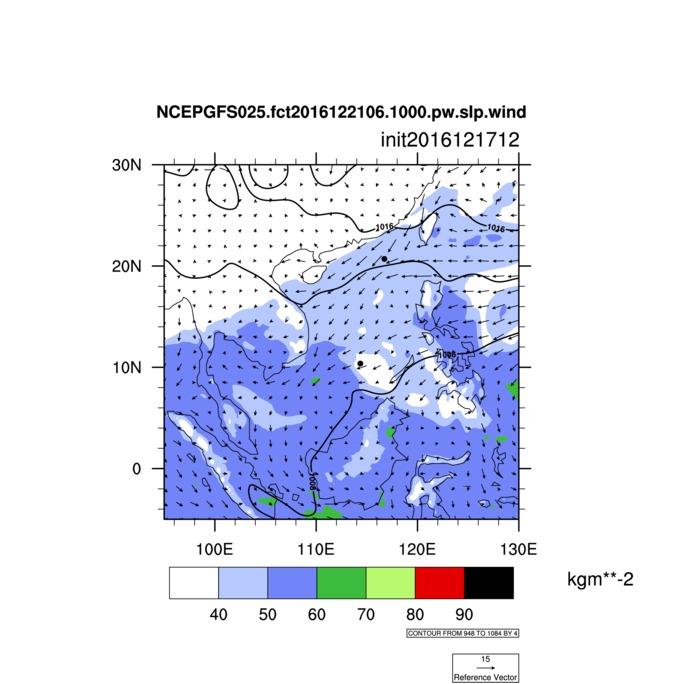 NCEPGFS025.fct2016122106.1000.pw.slp.wind
init2016121712
30N
1016
1016
20N
1008
10N
1008
0
100E 110E 120E 130E
kgm**-2
40 50 60 70 80 90
CONTOUR FROM 948 TO 1084 BY 4
15
Reference Vector